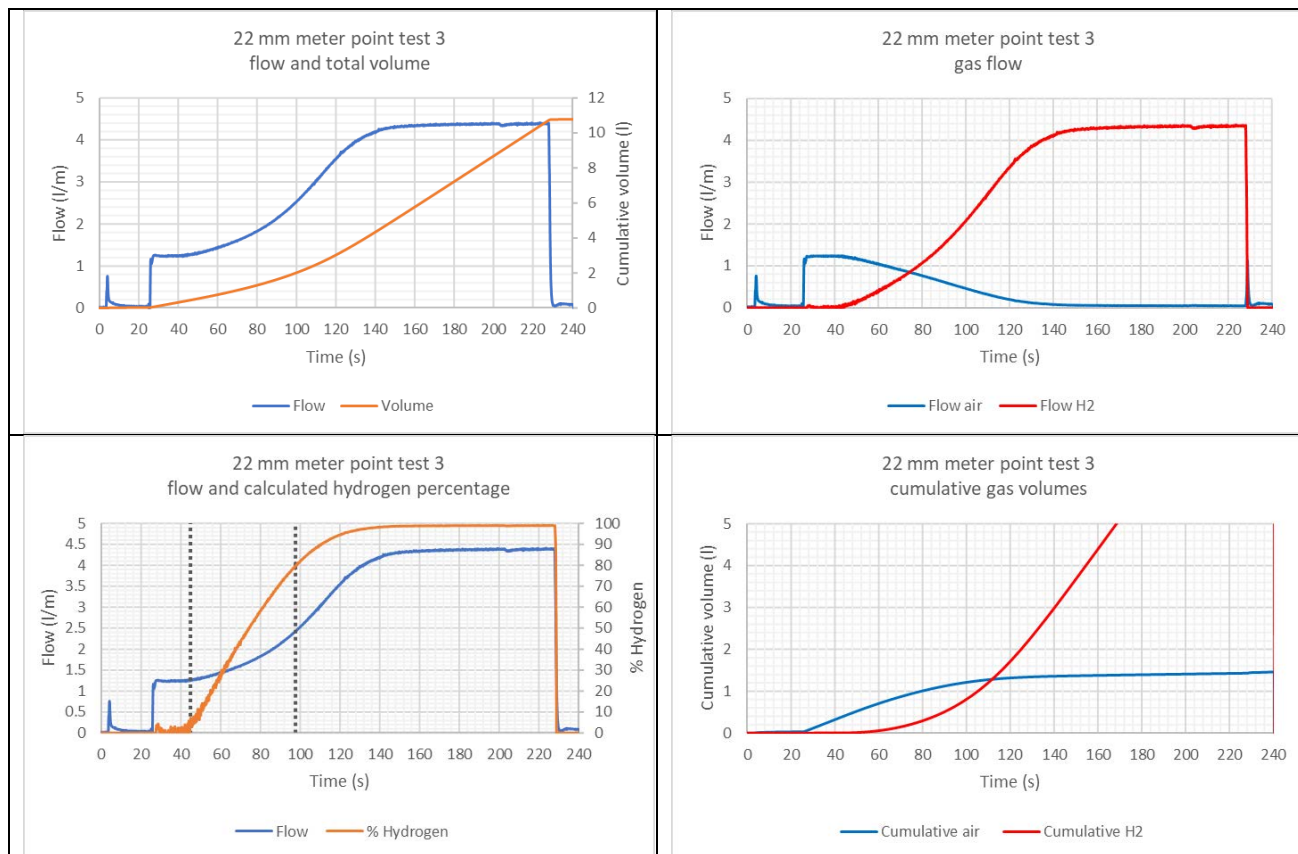 22 mm meter point test 3
flow and total volume
5
4
3
2
1
0
Flow (l/m)
12
10
8
6
4
2
0
Cumulative volume (l)
0 20 40 60 80 100 120 140 160 180 200 220 240
Time (s)
Flow Volume
22 mm meter point test 3
gas flow
5
4
3
2
1
0
Flow (l/m)
0 20 40 60 80 100 120 140 160 180 200 220 240
Time (s)
Flow air Flow H2
22 mm meter point test 3
flow and calculated hydrogen percentage
5
4.5
4
3.5
3
2.5
2
1.5
1
0.5
0
Flow (l/m)
100
90
80
70
60
50
40
30
20
10
0
% Hydrogen
0 20 40 60 80 100 120 140 160 180 200 220 240
Time (s)
Flow % Hydrogen
22 mm meter point test 3
cumulative gas volumes
5
4
3
2
1
0
Cumulative volume (l)
0 20 40 60 80 100 120 140 160 180 200 220 240
Time (s)
Cumulative air Cumulative H2